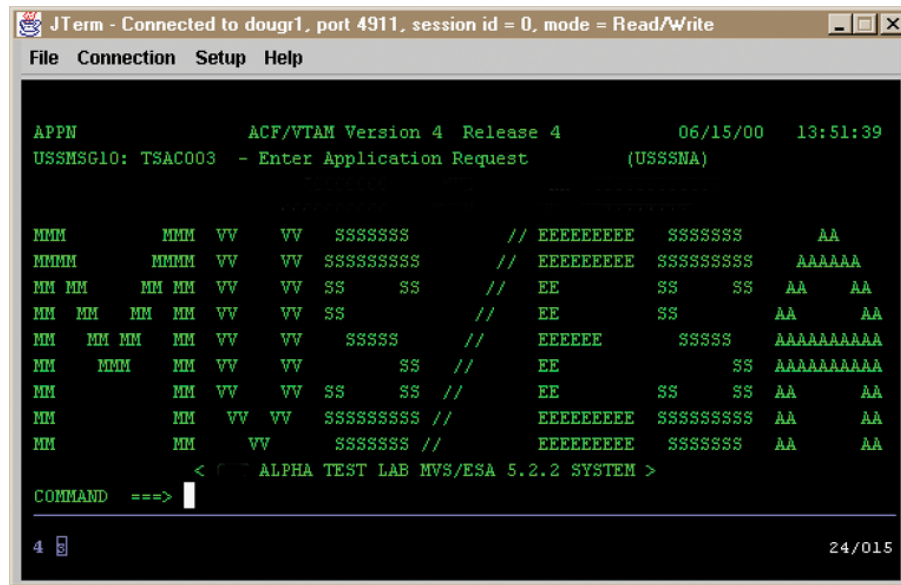 JTerm - Connected to dougr1, port 4911, session id = 0, mode = Read/Write
File Connection Setup Help
APPN ACF/VTAM Version 4 Release 4 06/15/00 13:51:39
USSMSG10: TSAC003 - Enter Application Request (USSSNA)
MMM MMM VV VV SSSSSSS // EEEEEEEEE SSSSSSS AA
MMMM MMMM VV VV SSSSSSSSS // EEEEEEEEE SSSSSSSSS AAAAAA
MM MM MM MM VV VV SS SS // EE SS SS AA AA
MM MM MM MM VV VV SS // EE SS AA AA
MM MM MM MM VV VV SSSSS // EEEEEE SSSSS AAAAAAAAAA
MM MMM MM VV VV SS // EE SS AAAAAAAAAA
MM MM VV VV SS SS // EE SS SS AA AA
MM MM VV VV SSSSSSSSS // EEEEEEEEE SSSSSSSSS AA AA
MM MM VV SSSSSSS // EEEEEEEEE SSSSSSS AA AA
< ALPHA TEST LAB MVS/ESA 5.2.2 SYSTEM >
COMMAND ===>
4 s 24/015